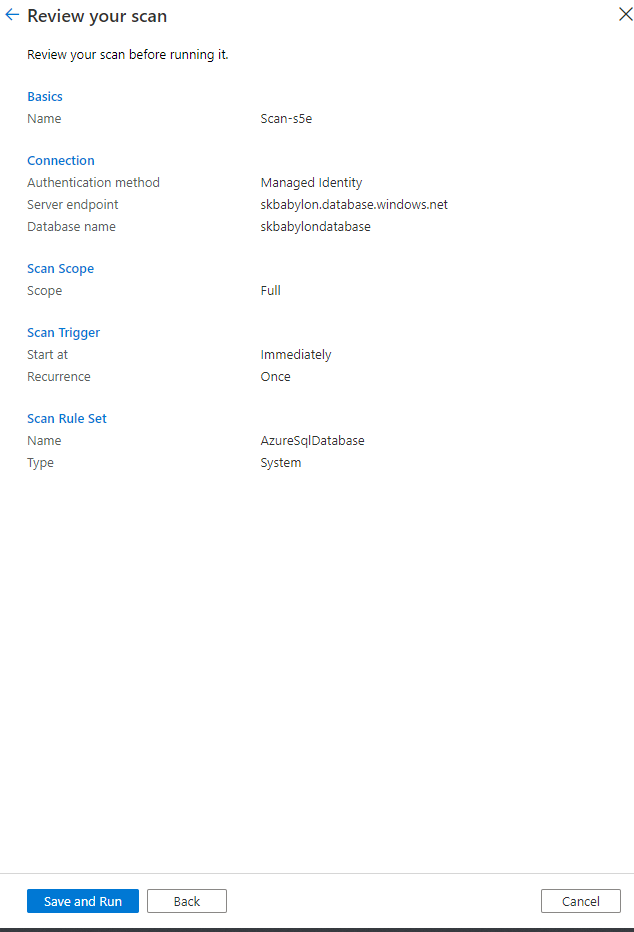 Review your scan
Review your scan before running it.
Basics
Name Scan-s5e
Connection
Authentication method Managed Identity
Server endpoint skbabylon.database.windows.net
Database name skbabylondatabase
Scan Scope
Scope Full
Scan Trigger
Start at Immediately
Recurrence Once
Scan Rule Set
Name AzureSqlDatabase
Type System
Save and Run Back Cancel